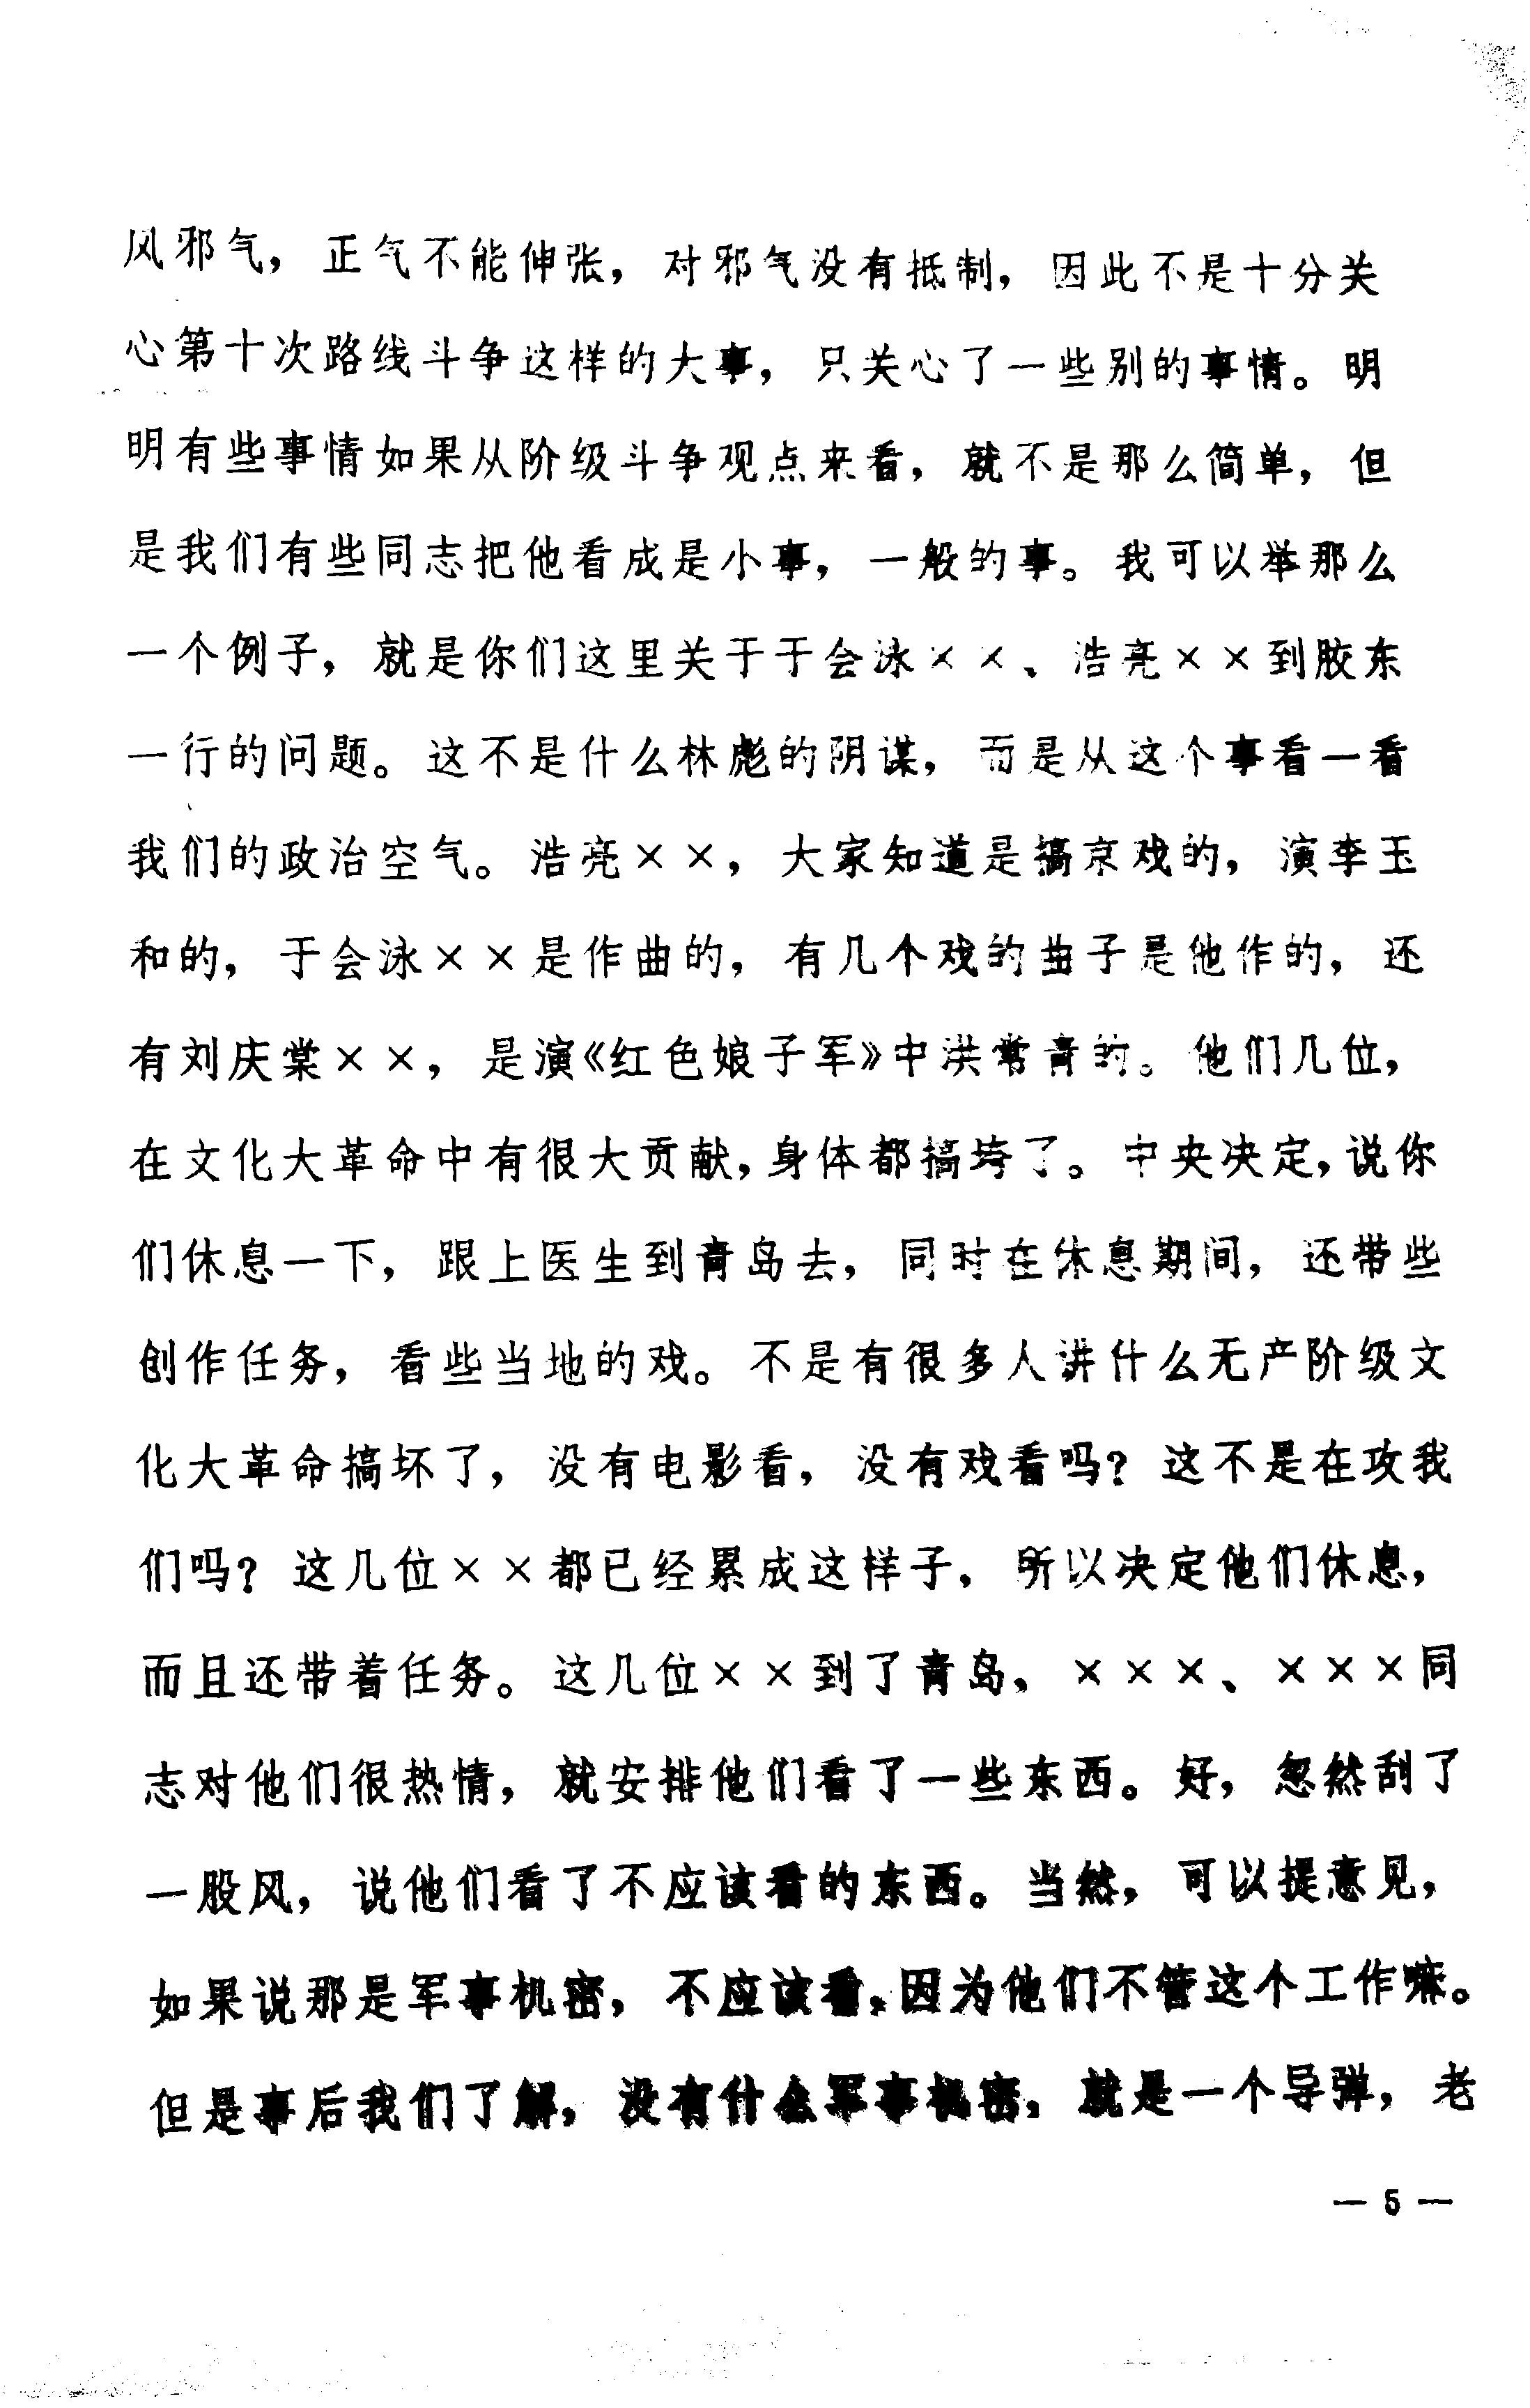 风邪气，正气不能伸张，对邪气没有抵制，因此不是十分关
心第十次路线斗争这样的大事，只关心了一些别的事情。明
明有些事情如果从阶级斗争观点来看，就不是那么简单，但
是我们有些同志把他看成是小事，一般的事。我可以举那么
一个例子，就是你们这里关于于会泳××、浩亮××到胶东
一行的问题。这不是什么林彪的阴谋，而是从这个事看一看
我们的政治空气。浩亮××，大家知道是搞京戏的，演李玉
和的，于会泳××是作曲的，有几个戏的曲子是他作的，还
有刘庆棠××，是演《红色娘子军》中洪常青的。他们几位，
在文化大革命中有很大贡献，身体都搞垮了。中央决定，说你
们休息一下，跟上医生到青岛去，同时在休息期间，还带些
创作任务，看些当地的戏。不是有很多人讲什么无产阶级文
化大革命搞坏了，没有电影看，没有戏看吗？这不是在攻我
们吗？这几位××都已经累成这样子，所以决定他们休息，
而且还带着任务。这几位××到了青岛，×××、×××同
志对他们很热情，就安排他们看了一些东西。好，忽然刮了
一股风，说他们看了不应该看的东西。当然，可以提意见，
如果说那是军事机密，不应该看，因为他们不管这个工作嘛。
但是事后我们了解，没有什么军事机密，就是一个导弹，老
— 5 —